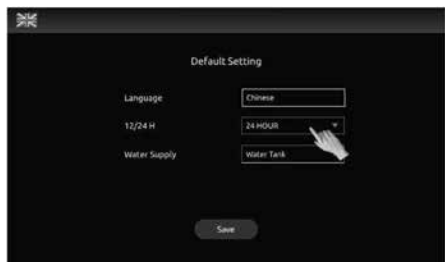 Default Setting
Language Chinese
12/24 H 24 HOUR
Water Supply Water Tank
Save